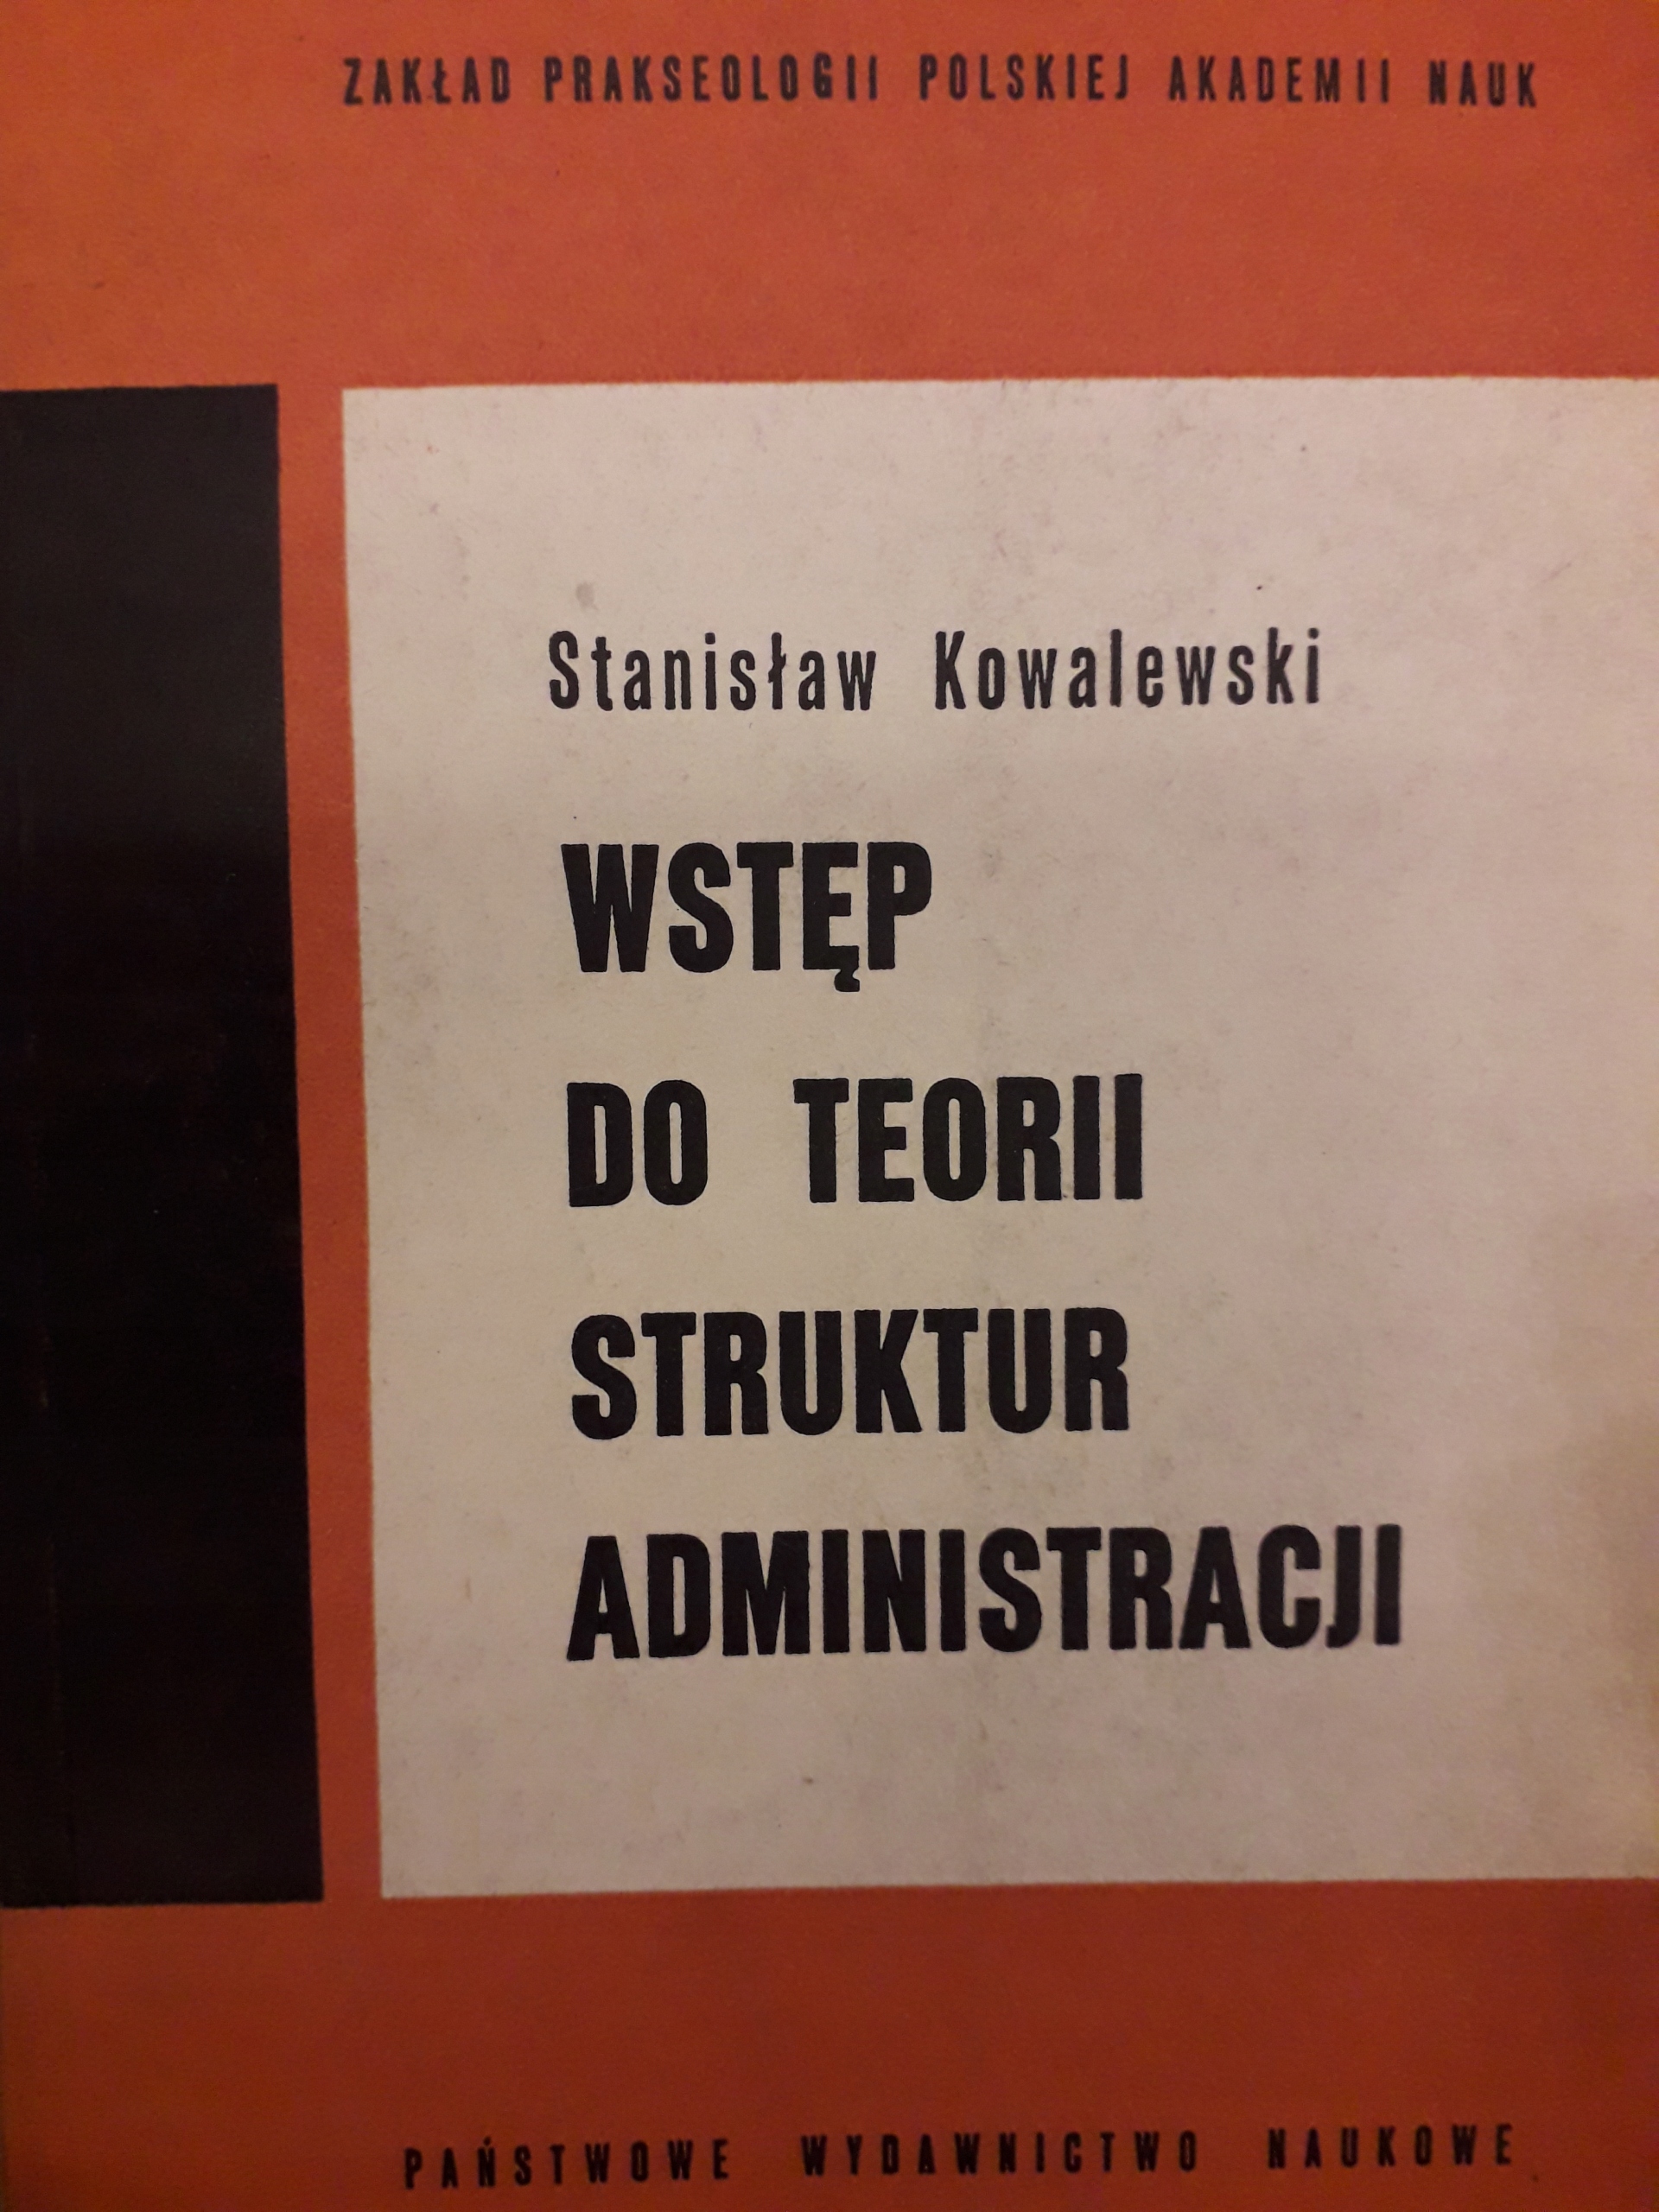 ZAKŁAD PRAKSEOLOGII POLSKIEJ AKADEMII NAUK
Stanisław Kowalewski
WSTĘP
DO TEORII
STRUKTUR
ADMINISTRACJI
PAŃSTWOWE WYDAWNICTWO NAUKOWE